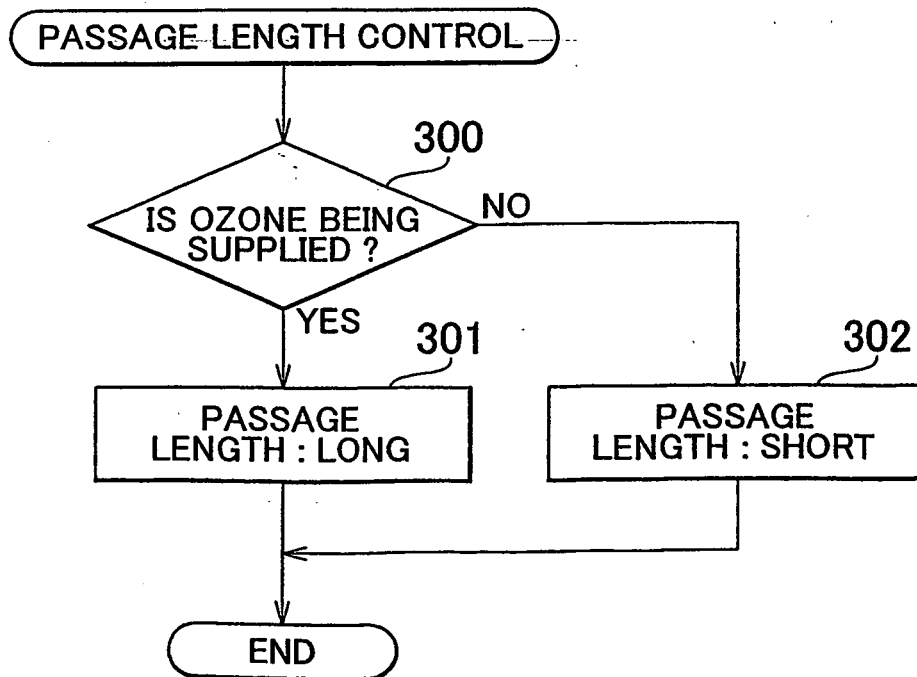 PASSAGE LENGTH CONTROL
300
IS OZONE BEING
SUPPLIED ?
NO
YES
301
PASSAGE
LENGTH : LONG
302
PASSAGE
LENGTH : SHORT
END